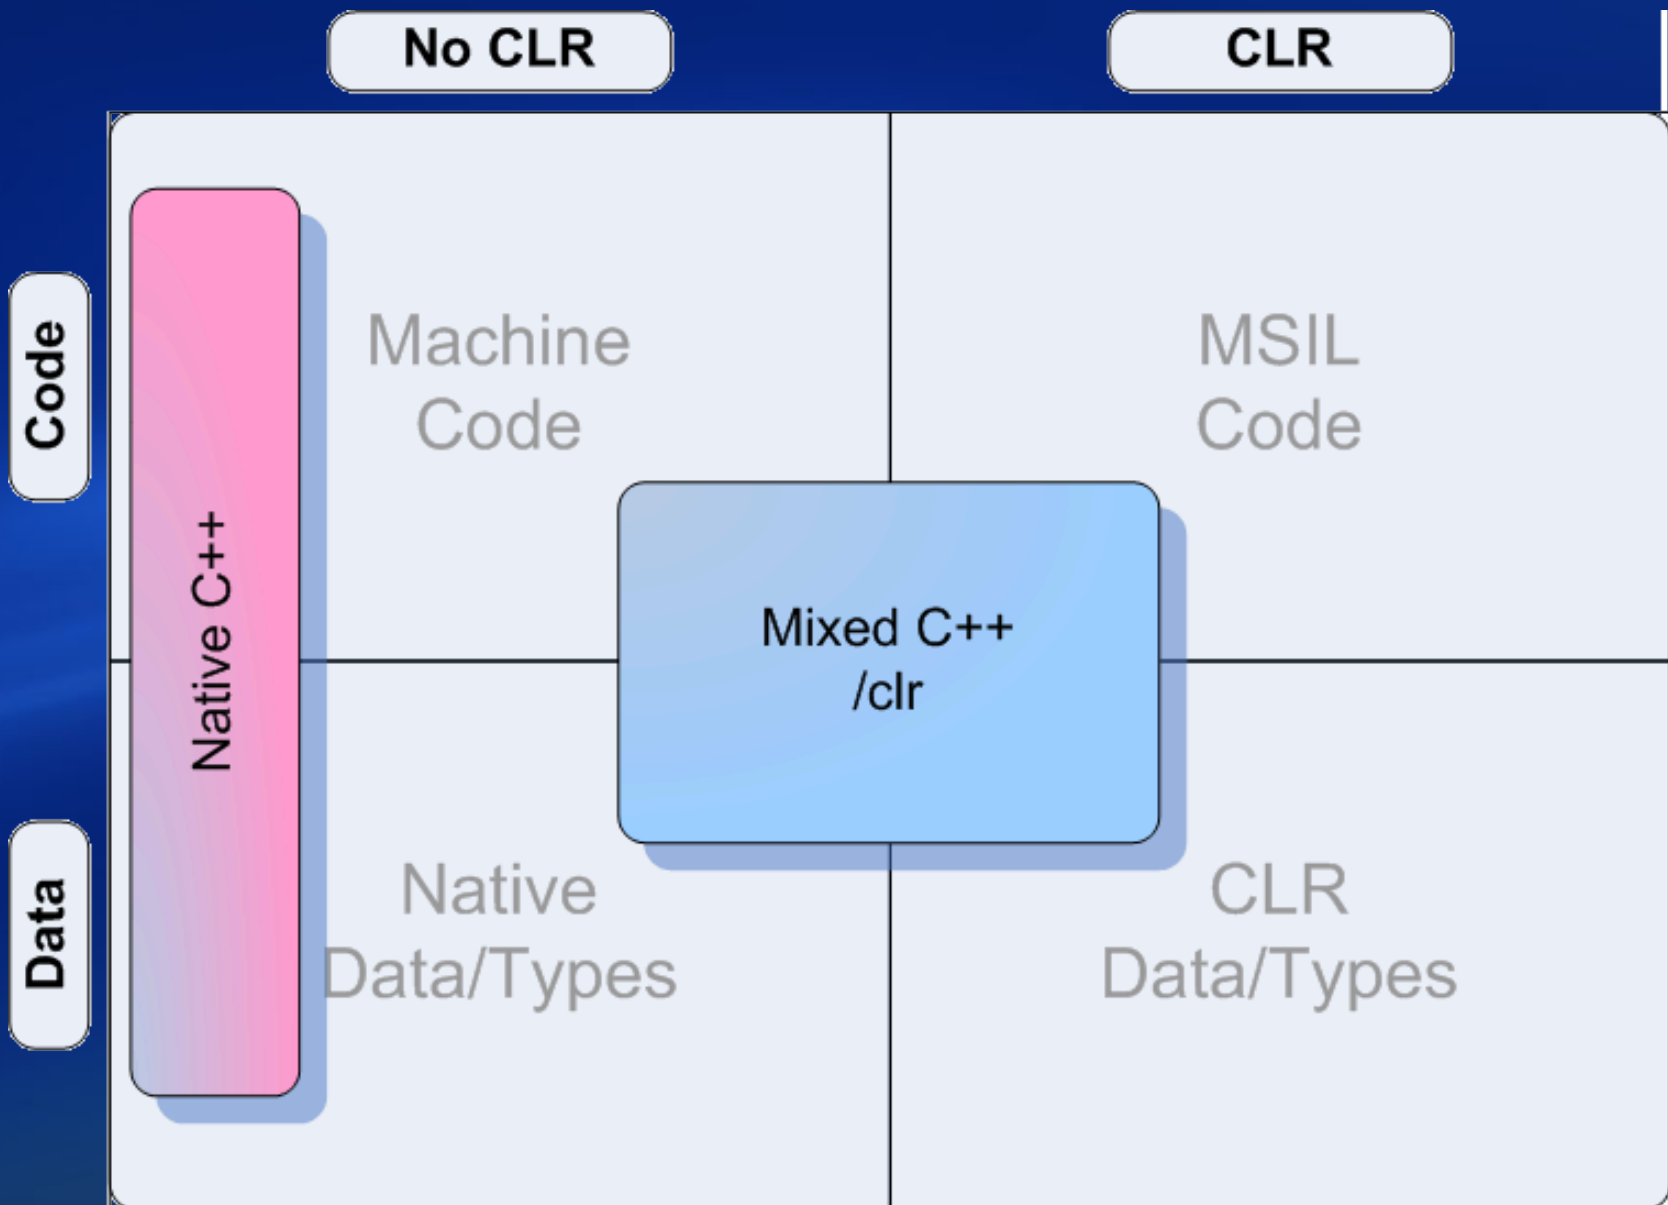 No CLR
CLR
Code
Machine
Code
MSIL
Code
Native C++
Mixed C++
/clr
Data
Native
Data/Types
CLR
Data/Types